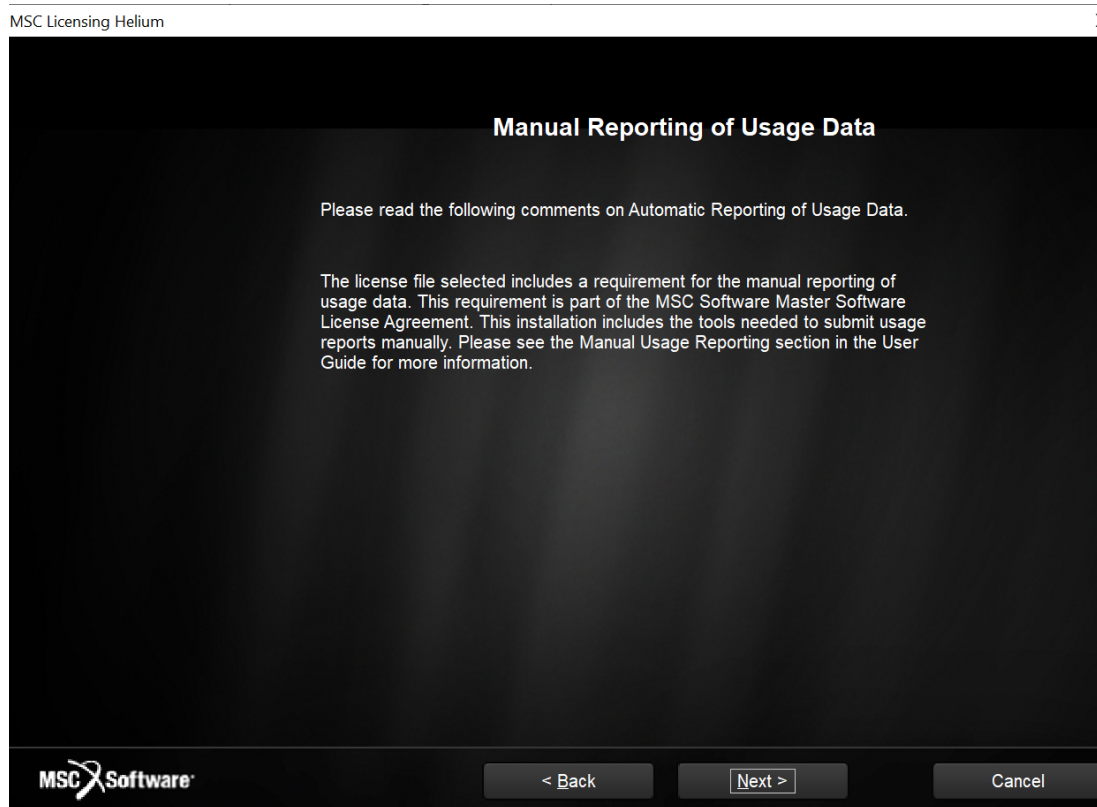 MSC Licensing Helium
Manual Reporting of Usage Data
Please read the following comments on Automatic Reporting of Usage Data.
The license file selected includes a requirement for the manual reporting of
usage data. This requirement is part of the MSC Software Master Software
License Agreement. This installation includes the tools needed to submit usage
reports manually. Please see the Manual Usage Reporting section in the User
Guide for more information.
MSC Software
< Back
Next >
Cancel